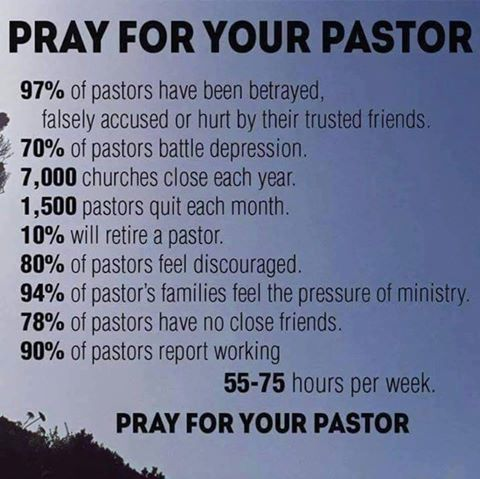 PRAY FOR YOUR PASTOR
97% of pastors have been betrayed,
falsely accused or hurt by their trusted friends.
70% of pastors battle depression.
7,000 churches close each year.
1,500 pastors quit each month.
10% will retire a pastor.
80% of pastors feel discouraged.
94% of pastor's families feel the pressure of ministry.
78% of pastors have no close friends.
90% of pastors report working
55-75 hours per week.
PRAY FOR YOUR PASTOR